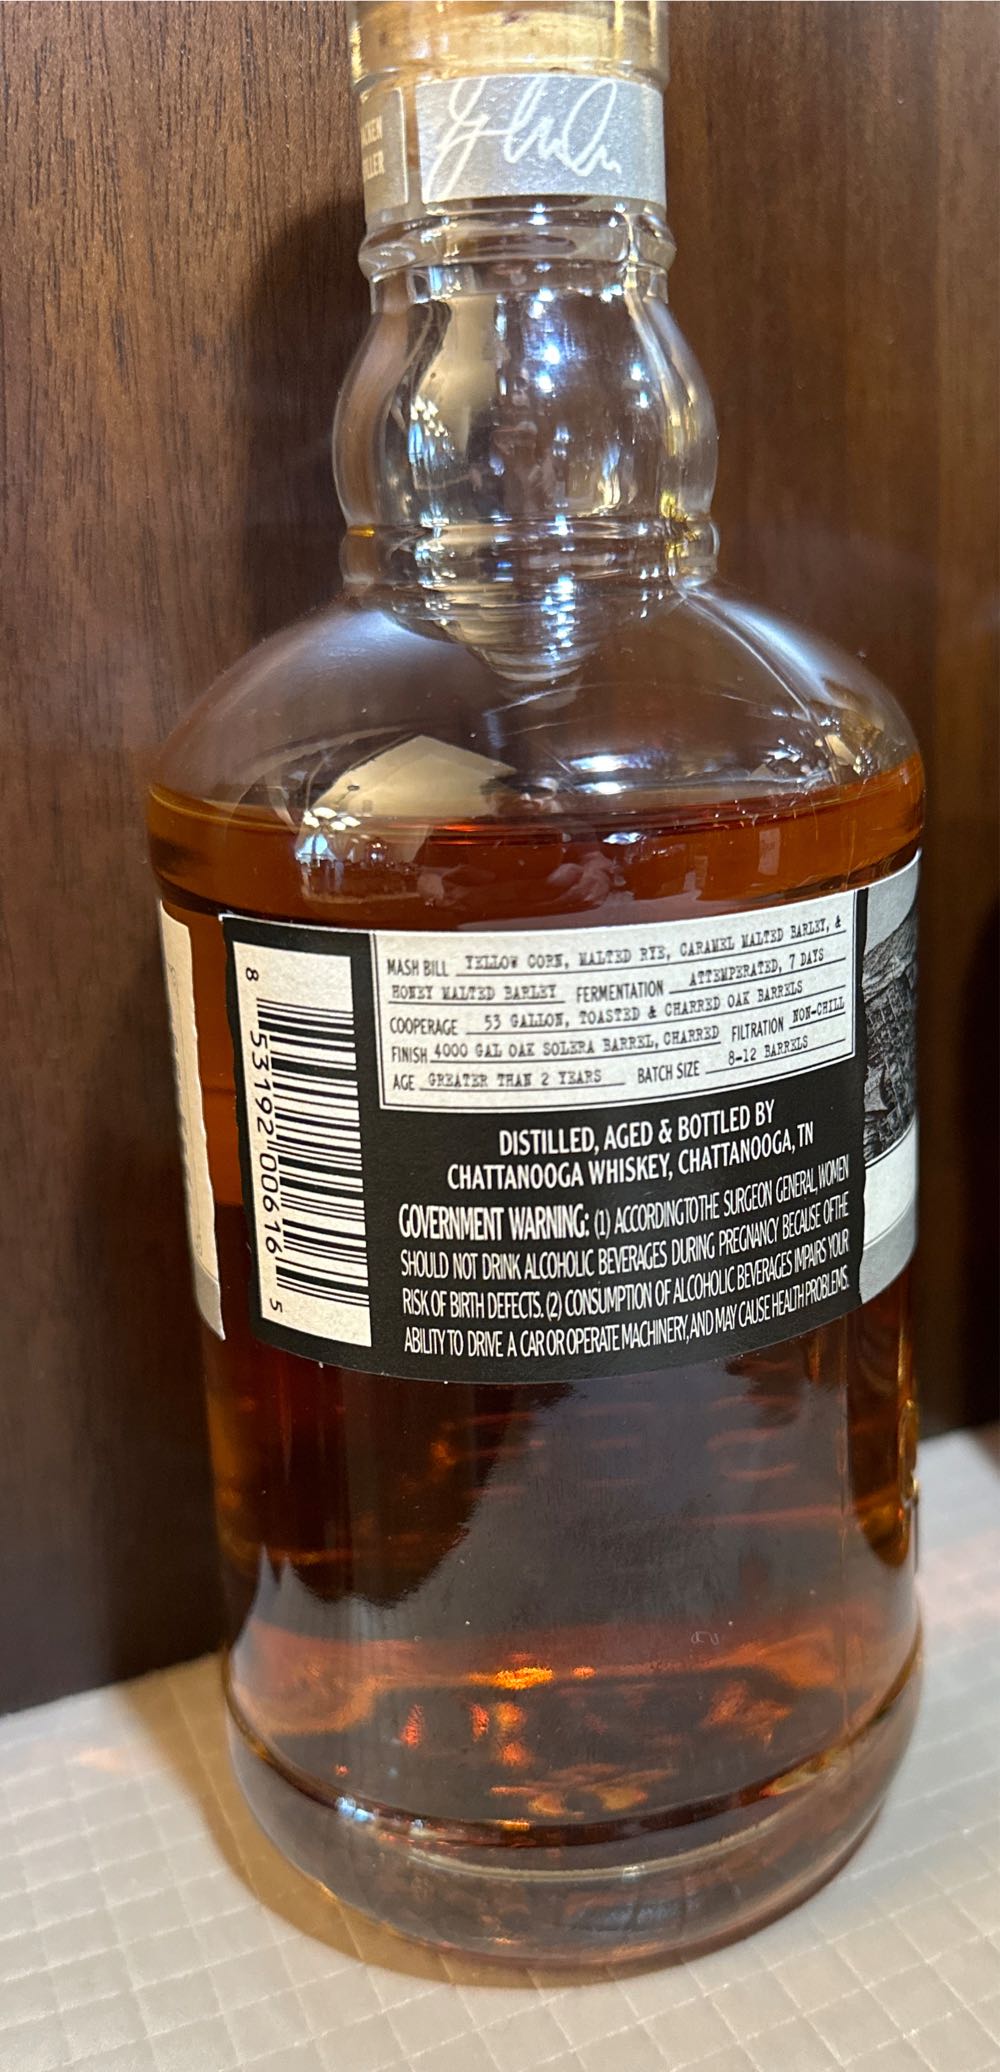 MASH BILL YELLOW CORN, MALTED RYE, CARAMEL MALTED BARLEY, &
HONEY MALTED BARLEY FERMENTATION ATTEMPERATED, 7 DAYS
COOPERAGE 53 GALLON, TOASTED & CHARRED OAK BARRELS
FINISH 4000 GAL OAK SOLERA BARREL, CHARRED FILTRATION NON-CHILL
AGE GREATER THAN 2 YEARS BATCH SIZE 8-12 BARRELS
DISTILLED, AGED & BOTTLED BY
CHATTANOOGA WHISKEY, CHATTANOOGA, TN
GOVERNMENT WARNING: (1) ACCORDING TO THE SURGEON GENERAL, WOMEN
SHOULD NOT DRINK ALCOHOLIC BEVERAGES DURING PREGNANCY BECAUSE OF THE
RISK OF BIRTH DEFECTS. (2) CONSUMPTION OF ALCOHOLIC BEVERAGES IMPAIRS YOUR
ABILITY TO DRIVE A CAR OR OPERATE MACHINERY, AND MAY CAUSE HEALTH PROBLEMS.
8 53192 00616 5